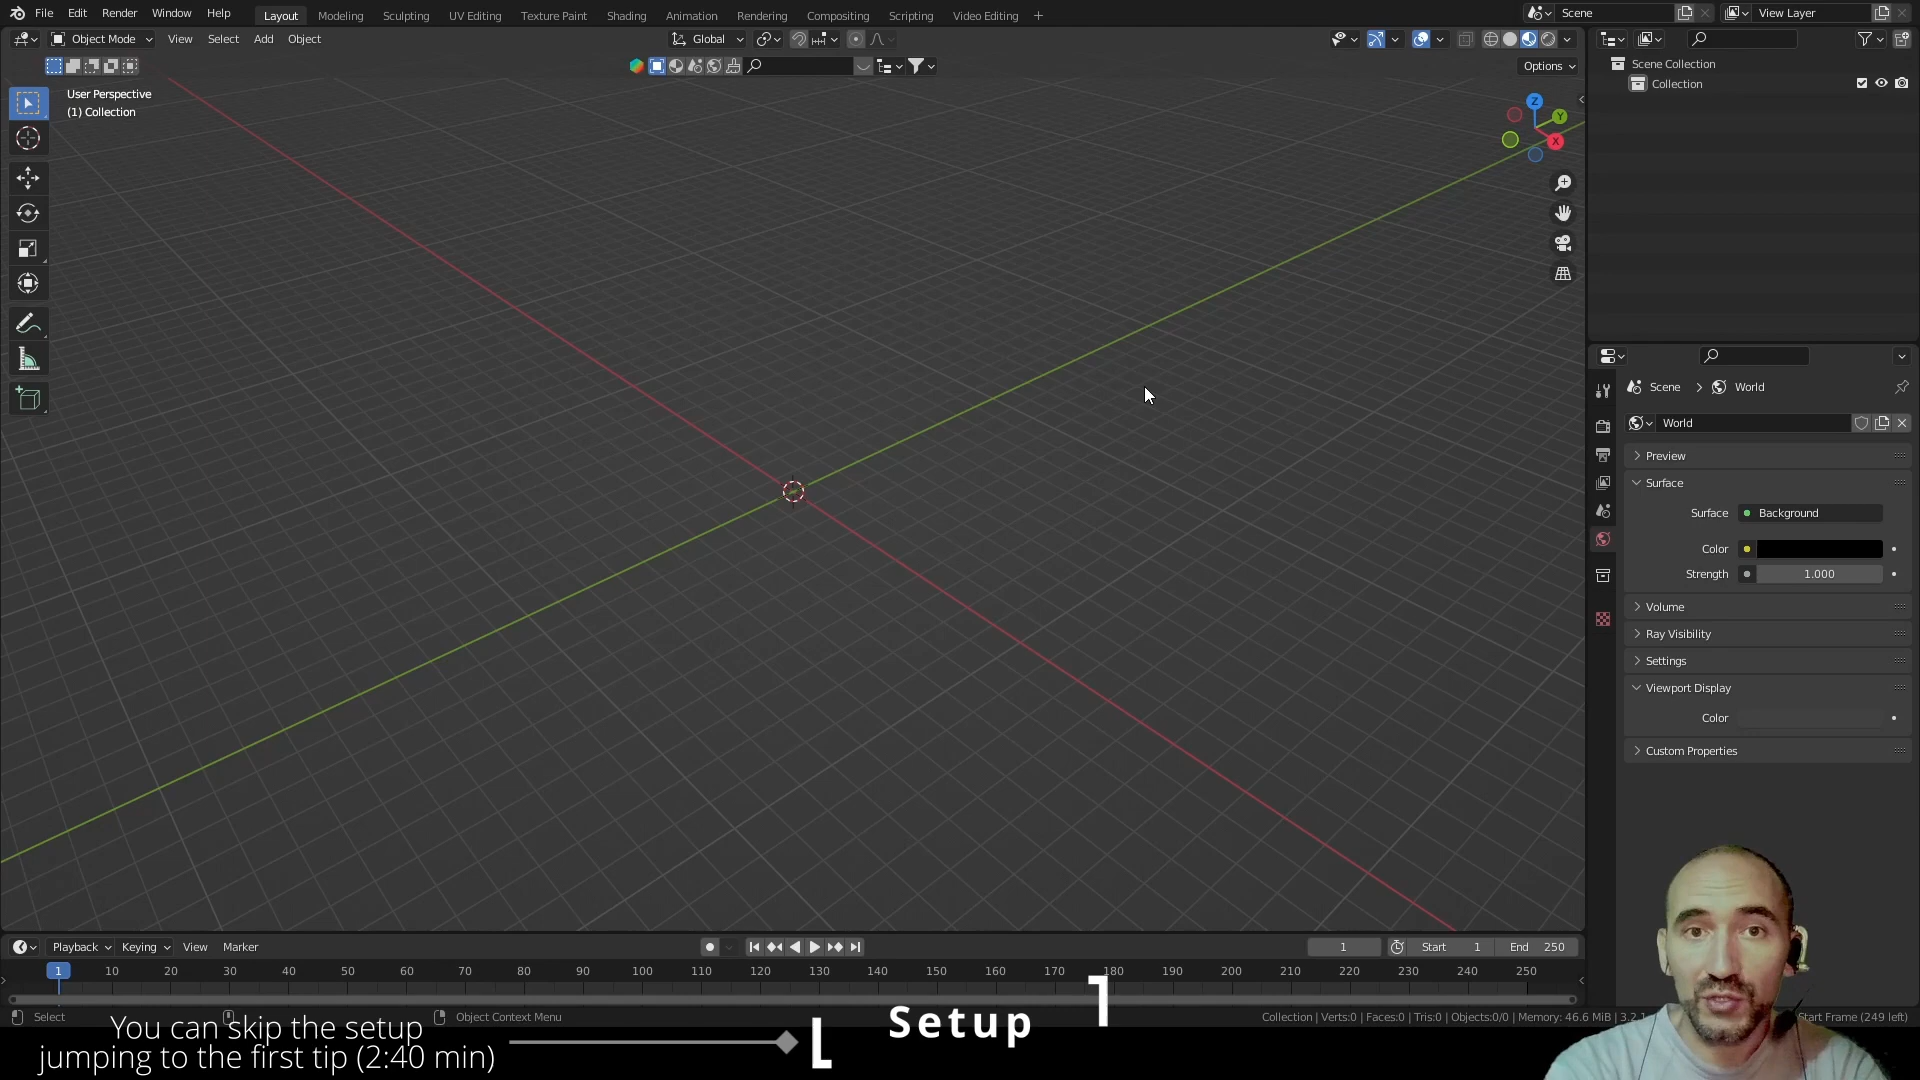 File Edit Render Window Help Layout Modeling Sculpting UV Editing Texture Paint Shading Animation Rendering Compositing Scripting Video Editing + Scene View Layer
Object Mode View Select Add Object Global
Options
User Perspective
(1) Collection
Z
Y
X
Scene Collection
Collection
Scene > World
World
Preview
Surface
Surface Background
Color
Strength 1.000
Volume
Ray Visibility
Settings
Viewport Display
Color
Custom Properties
Playback Keying View Marker 1 Start 1 End 250
1 10 20 30 40 50 60 70 80 90 100 110 120 130 140 150 160 170 180 190 200 210 220 230 240 250
Select Object Context Menu Collection | Verts:0 | Faces:0 | Tris:0 | Objects:0/0 | Memory: 46.6 MiB | 3.2.1 Start Frame (249 left)
You can skip the setup
jumping to the first tip (2:40 min)
Setup